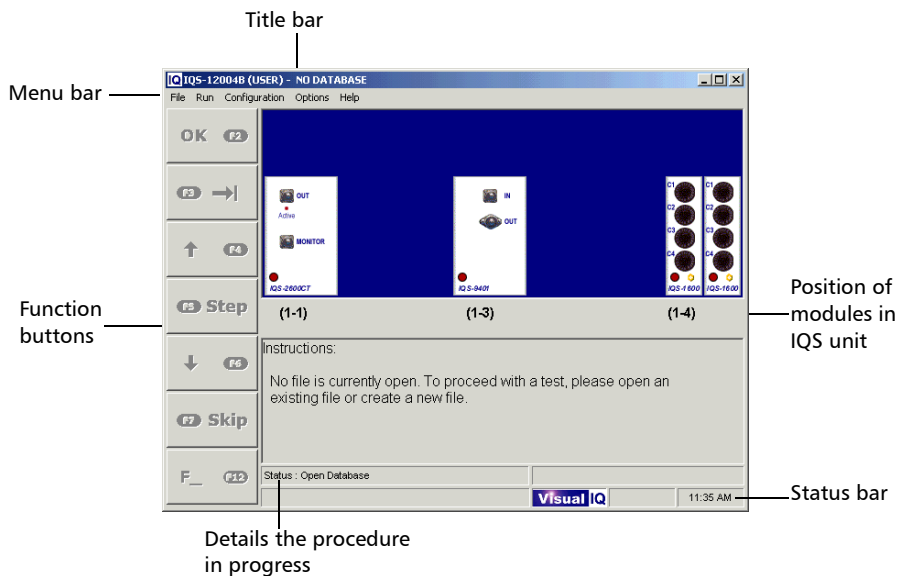 Title bar
IQ IQS-12004B (USER) - NO DATABASE
Menu bar
File Run Configuration Options Help
OK F2
F3
F4
F5 Step
F6
F7 Skip
F_ F12
OUT
Active
MONITOR
IQS-2600CT
IN
OUT
IQS-9401
C1
C2
C3
C4
IQS-1600
C1
C2
C3
C4
IQS-1600
(1-1) (1-3) (1-4)
Function
buttons
Position of
modules in
IQS unit
Instructions:
No file is currently open. To proceed with a test, please open an
existing file or create a new file.
Status : Open Database
Visual IQ
11:35 AM
Status bar
Details the procedure
in progress